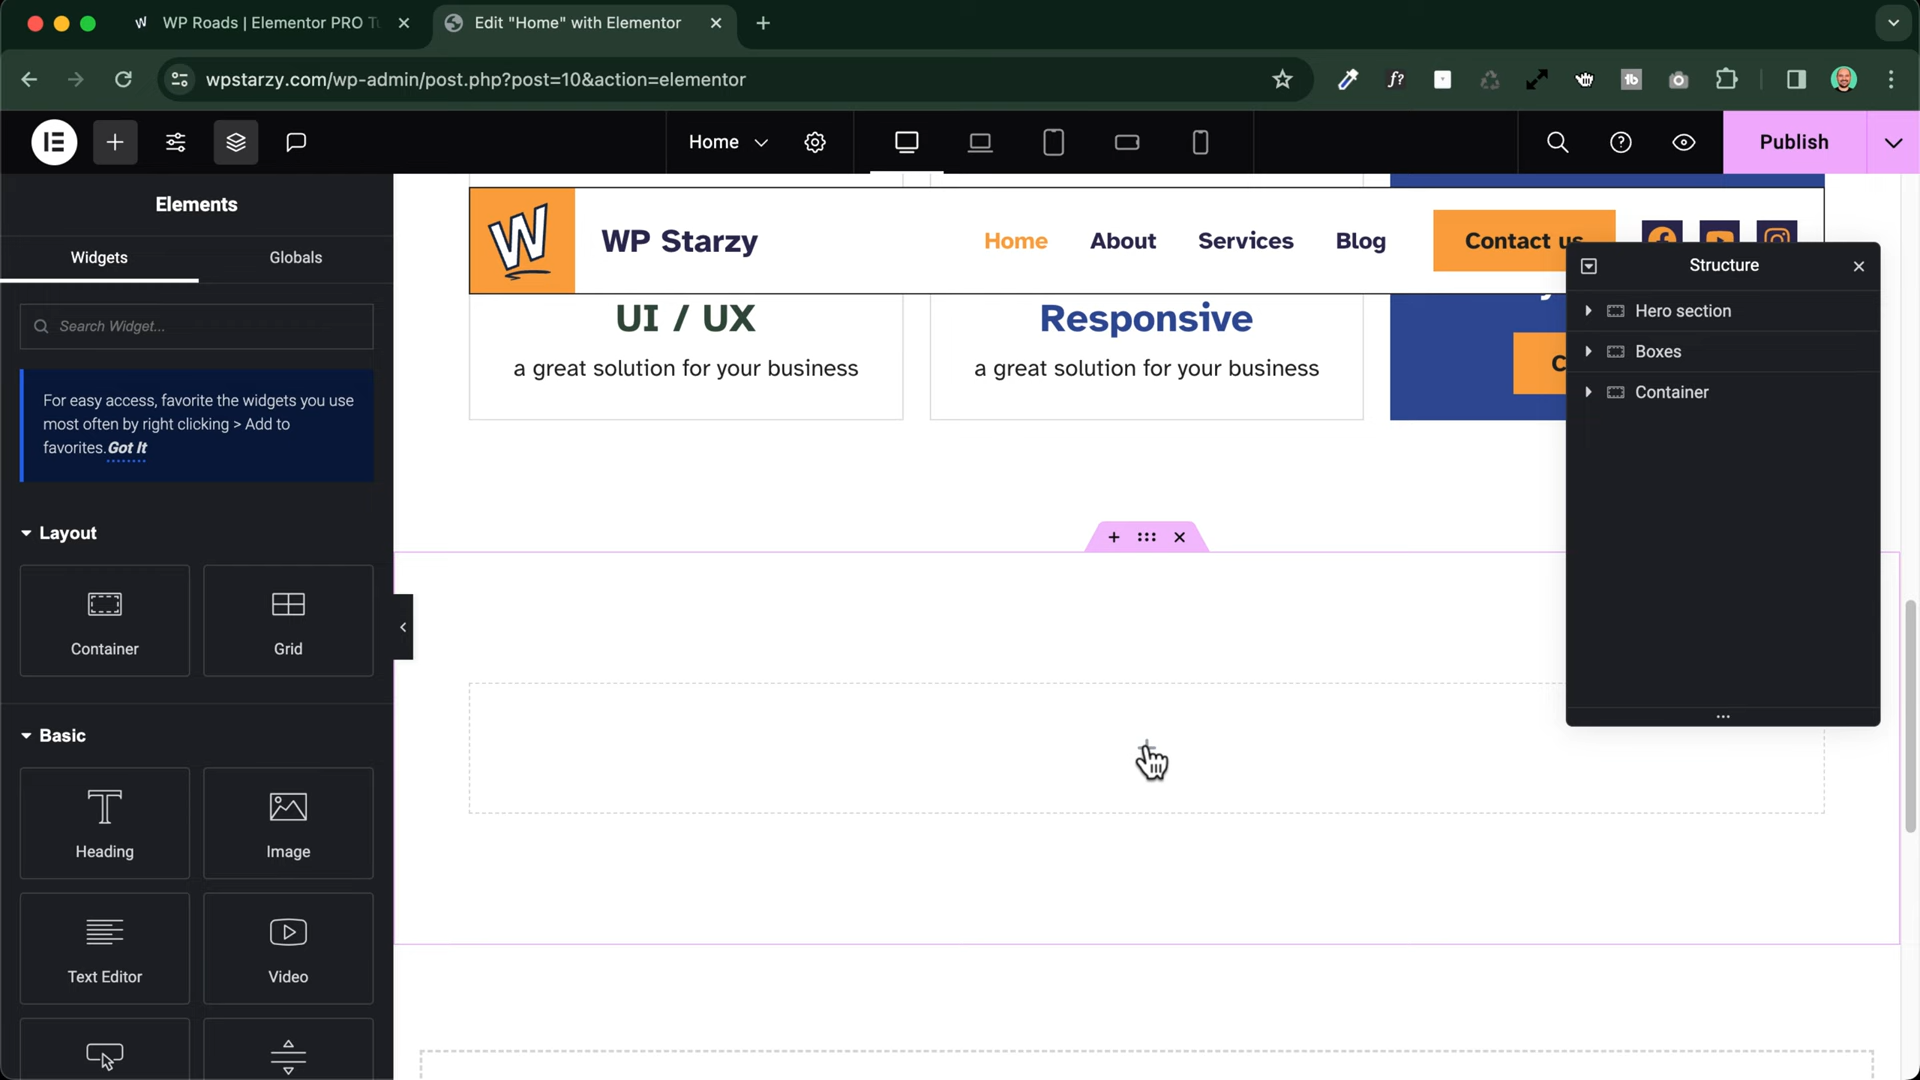 WP Roads | Elementor PRO Tu
Edit "Home" with Elementor
wpstarzy.com/wp-admin/post.php?post=10&action=elementor
f?
tb
Home
Publish
Elements
Widgets
Globals
Search Widget...
For easy access, favorite the widgets you use
most often by right clicking > Add to
favorites. Got It
Layout
Container
Grid
Basic
Heading
Image
Text Editor
Video
W
WP Starzy
Home
About
Services
Blog
Contact us
UI / UX
a great solution for your business
Responsive
a great solution for your business
C
Structure
Hero section
Boxes
Container